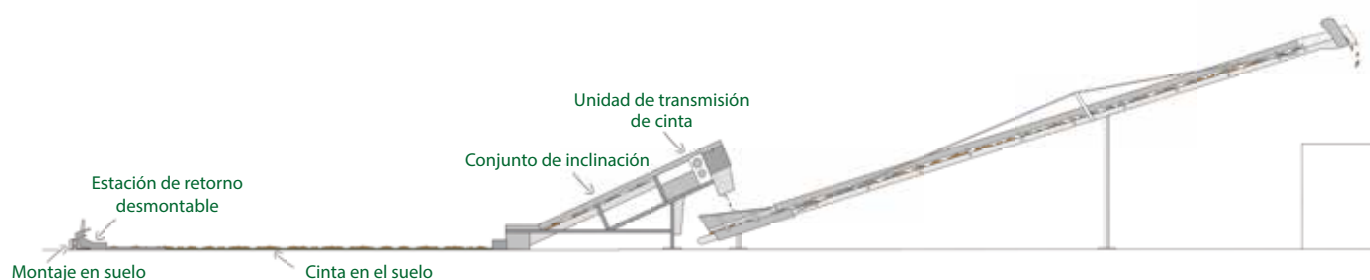 Unidad de transmisión
de cinta
Conjunto de inclinación
Estación de retorno
desmontable
Montaje en suelo
Cinta en el suelo